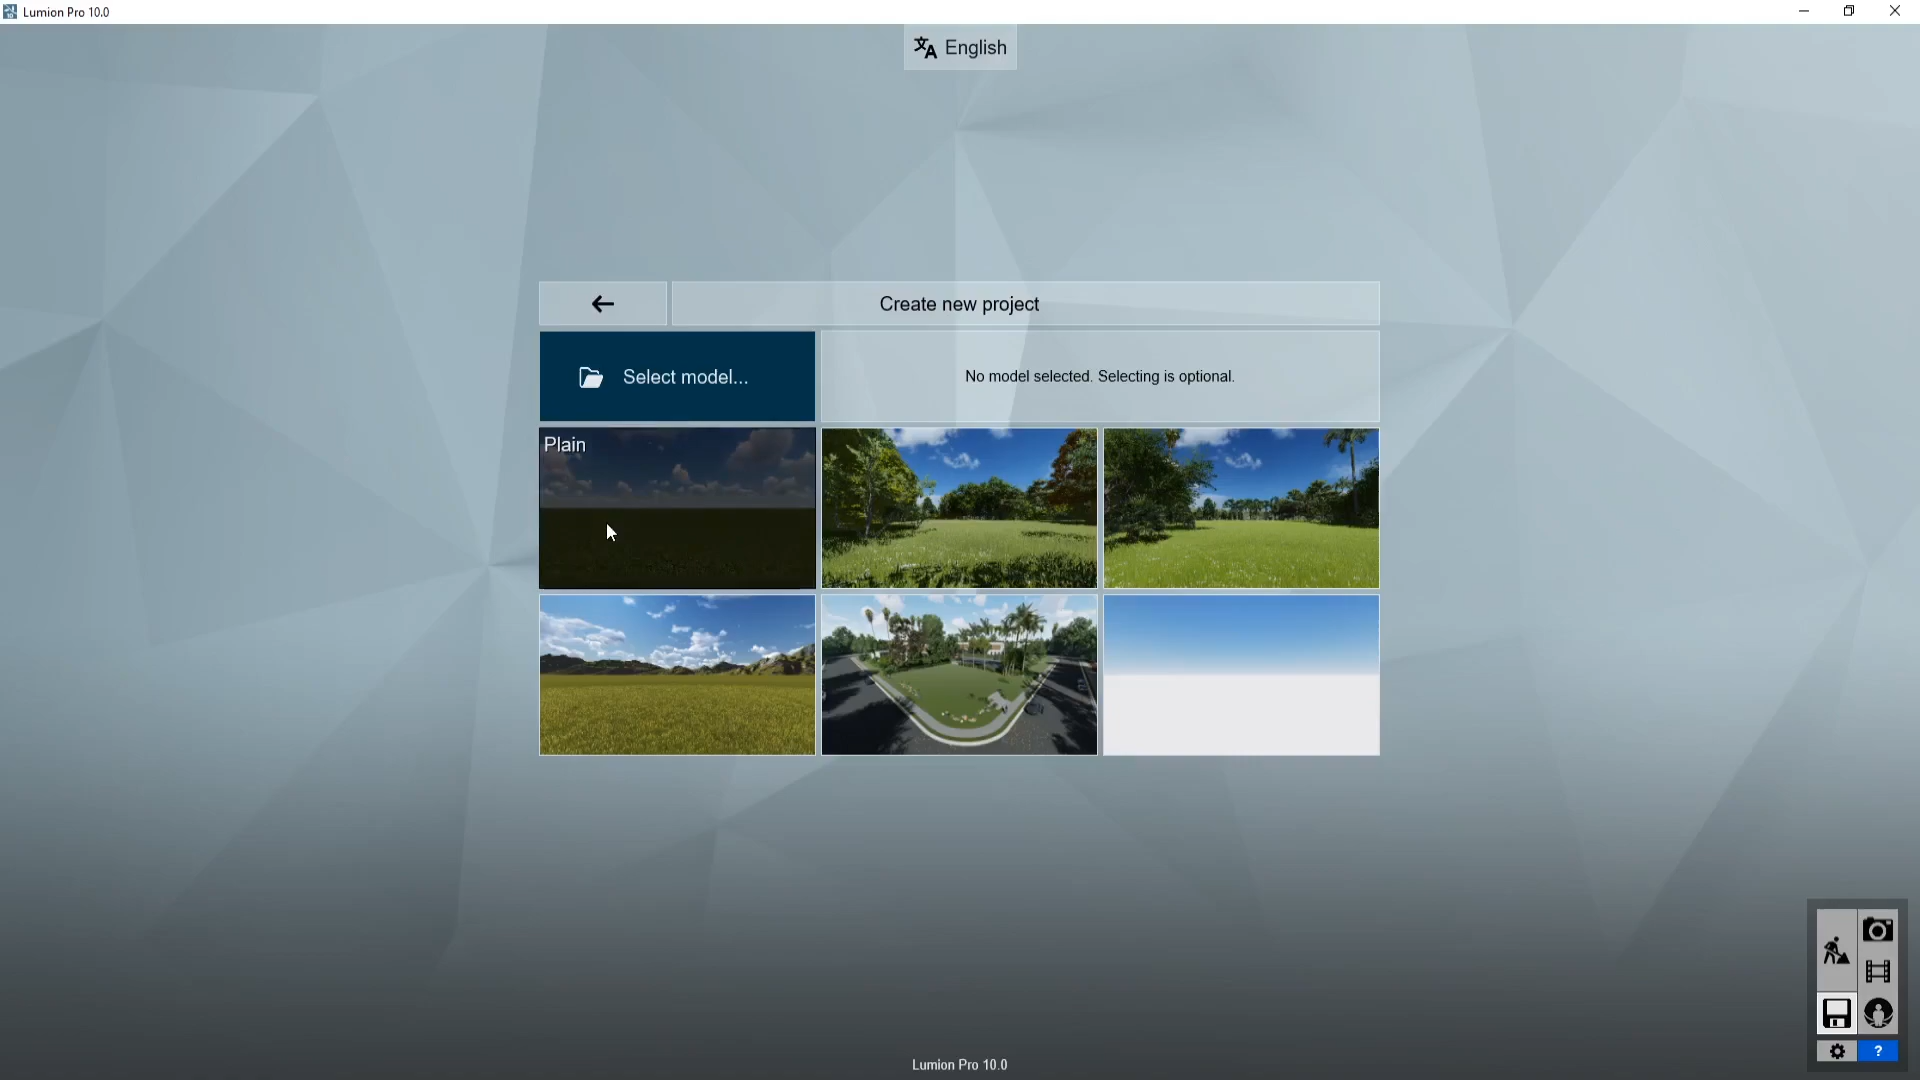 Lumion Pro 10.0
English
Create new project
Select model...
No model selected. Selecting is optional.
Plain
?
Lumion Pro 10.0